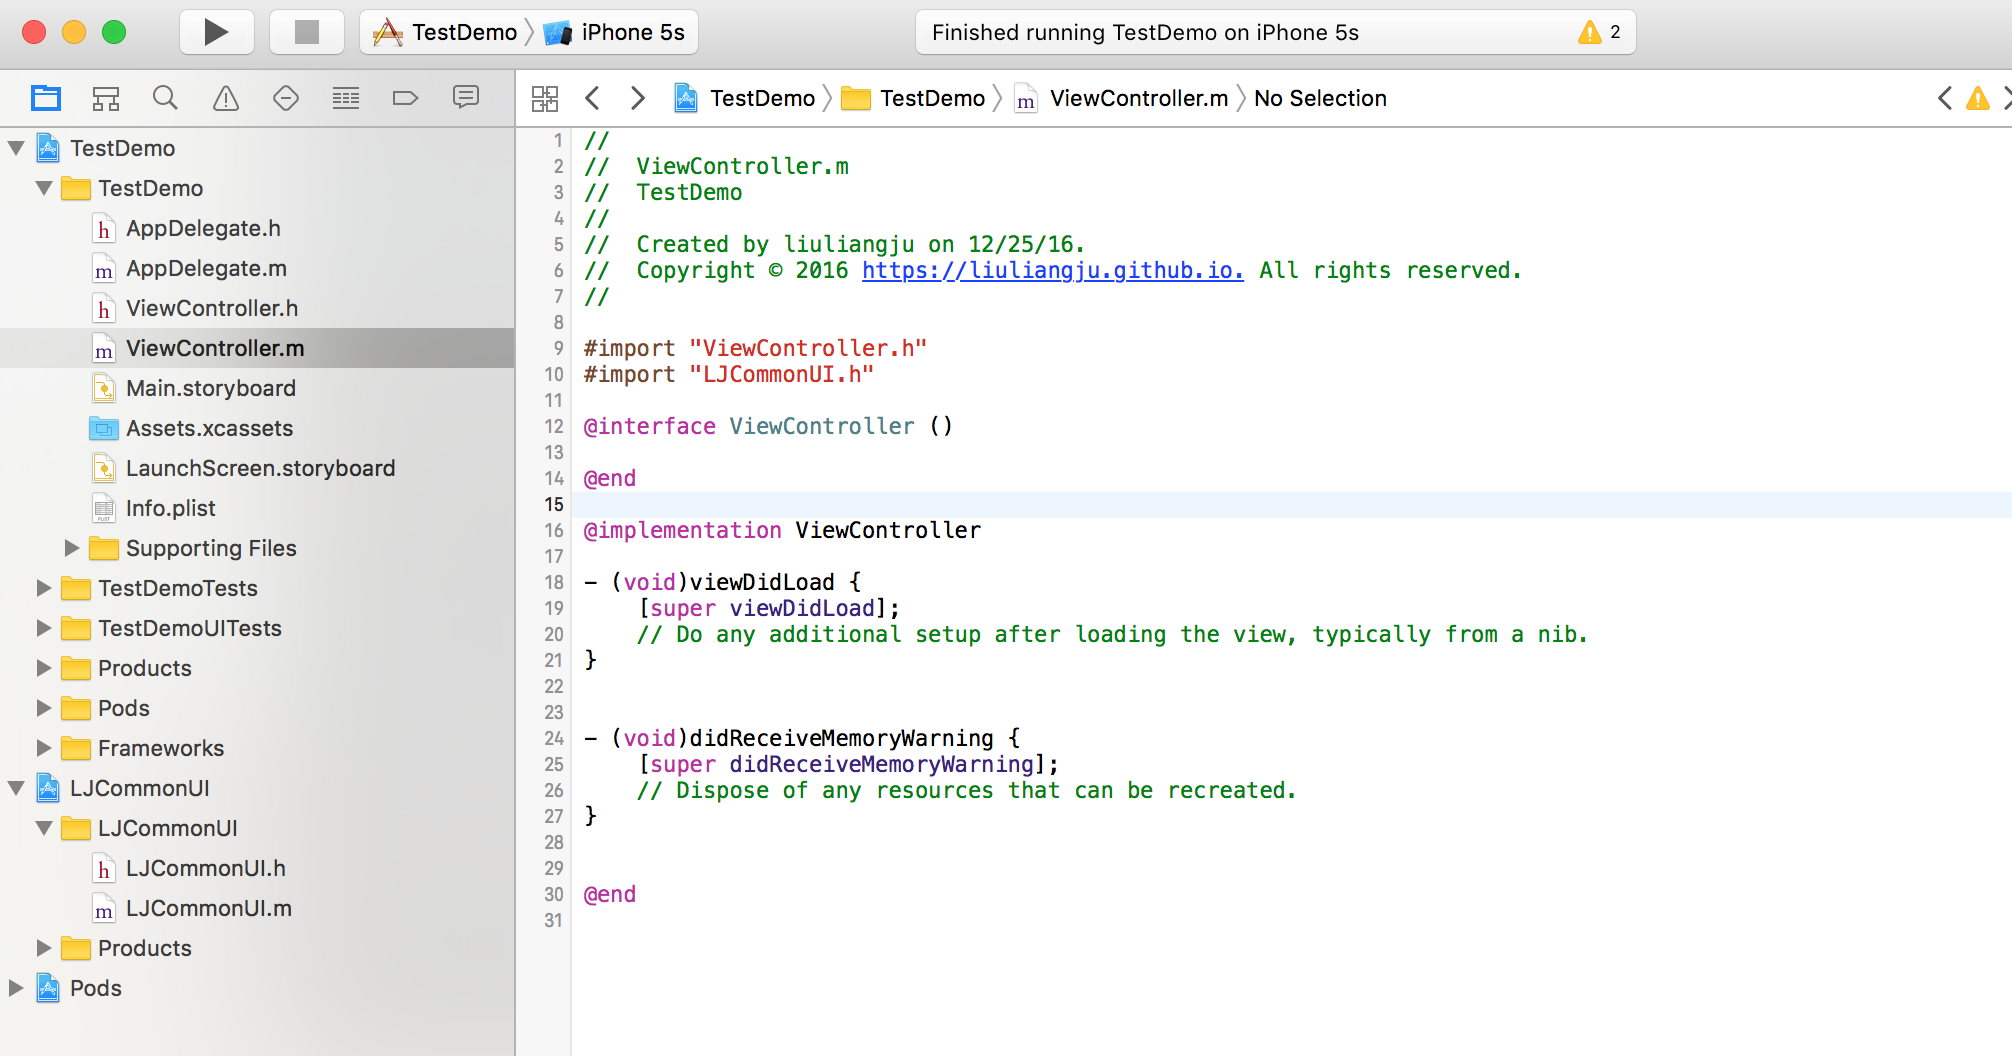 TestDemo iPhone 5s
Finished running TestDemo on iPhone 5s 2
TestDemo TestDemo m ViewController.m No Selection
TestDemo
TestDemo
h AppDelegate.h
m AppDelegate.m
h ViewController.h
m ViewController.m
Main.storyboard
Assets.xcassets
LaunchScreen.storyboard
PLIST Info.plist
Supporting Files
TestDemoTests
TestDemoUITests
Products
Pods
Frameworks
LJCommonUI
LJCommonUI
h LJCommonUI.h
m LJCommonUI.m
Products
Pods
1 //
2 //  ViewController.m
3 //  TestDemo
4 //
5 //  Created by liuliangju on 12/25/16.
6 //  Copyright © 2016 https://liuliangju.github.io. All rights reserved.
7 //
8
9 #import "ViewController.h"
10 #import "LJCommonUI.h"
11
12 @interface ViewController ()
13
14 @end
15
16 @implementation ViewController
17
18 - (void)viewDidLoad {
19     [super viewDidLoad];
20     // Do any additional setup after loading the view, typically from a nib.
21 }
22
23
24 - (void)didReceiveMemoryWarning {
25     [super didReceiveMemoryWarning];
26     // Dispose of any resources that can be recreated.
27 }
28
29
30 @end
31